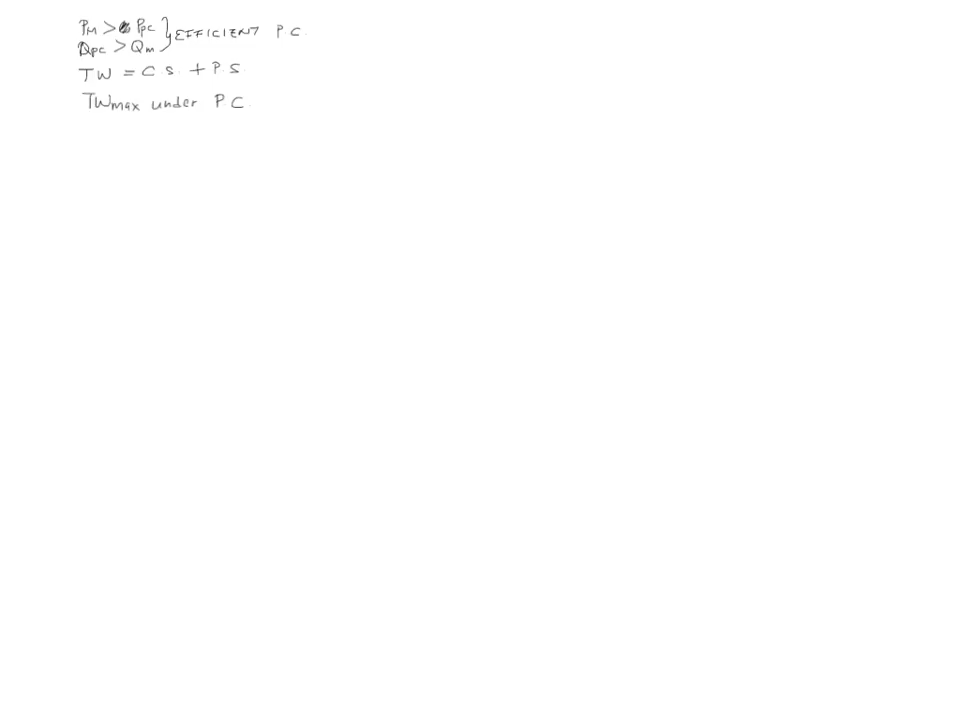 PM > Ppc } EFFICIENT P.C.
Qpc > Qm
TW = C.S. + P.S.
TWmax under P.C.